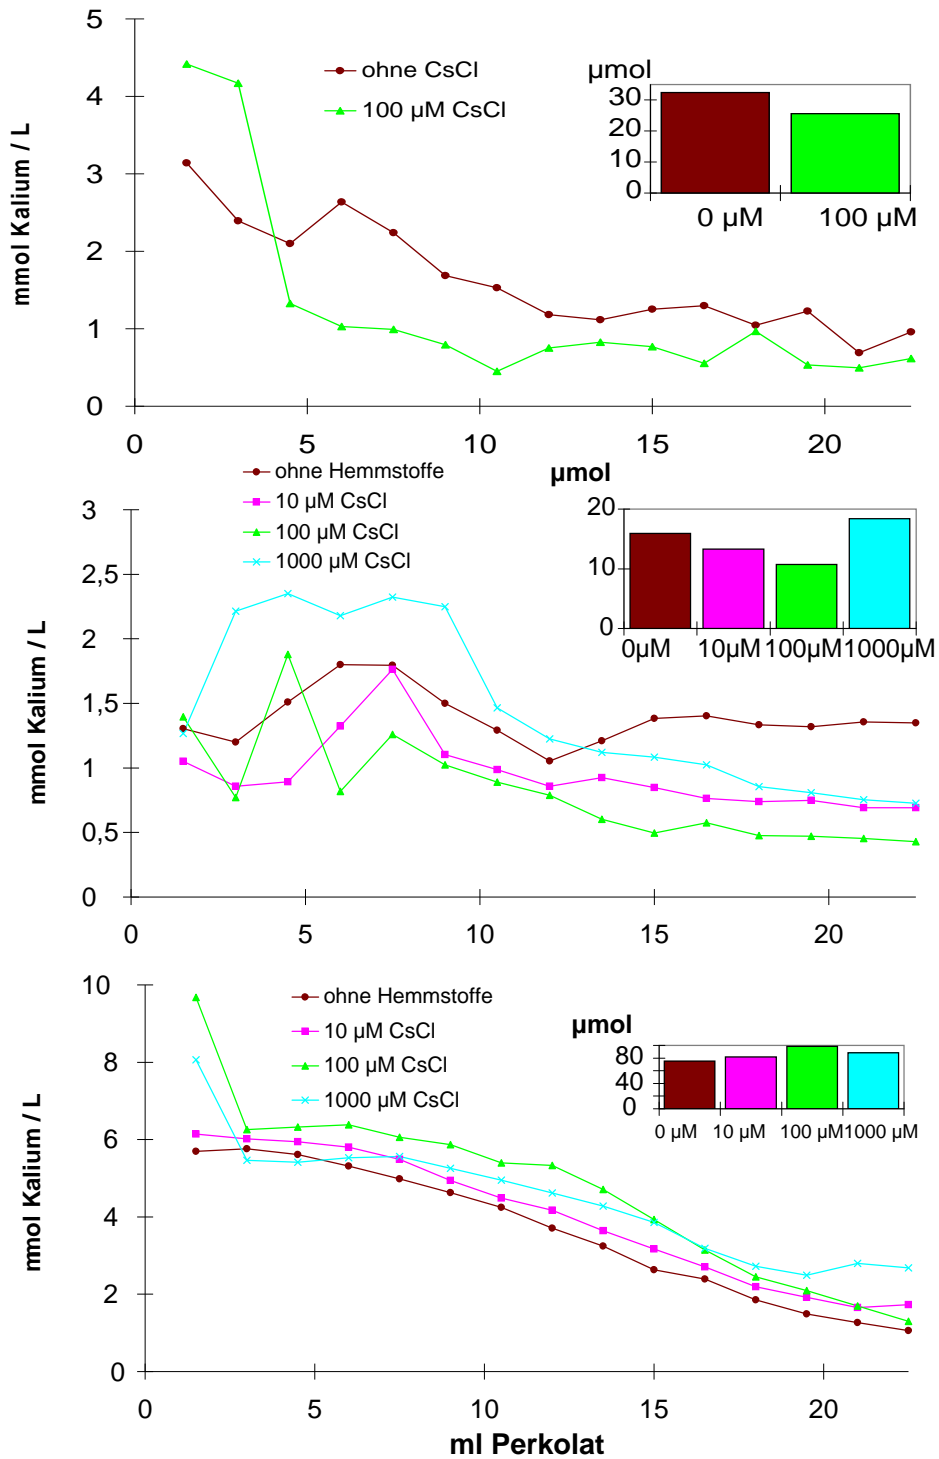 5
4
3
2
1
0
mmol Kalium / L
ohne CsCl
100 µM CsCl
µmol
30
20
10
0
0 µM 100 µM
0 5 10 15 20
ohne Hemmstoffe
10 µM CsCl
100 µM CsCl
1000 µM CsCl
µmol
20
10
0
0µM 10µM 100µM 1000µM
3
2,5
2
1,5
1
0,5
0
mmol Kalium / L
0 5 10 15 20
10
8
6
4
2
0
mmol Kalium / L
ohne Hemmstoffe
10 µM CsCl
100 µM CsCl
1000 µM CsCl
µmol
80
40
0
0 µM 10 µM 100 µM 1000 µM
0 5 10 15 20
ml Perkolat